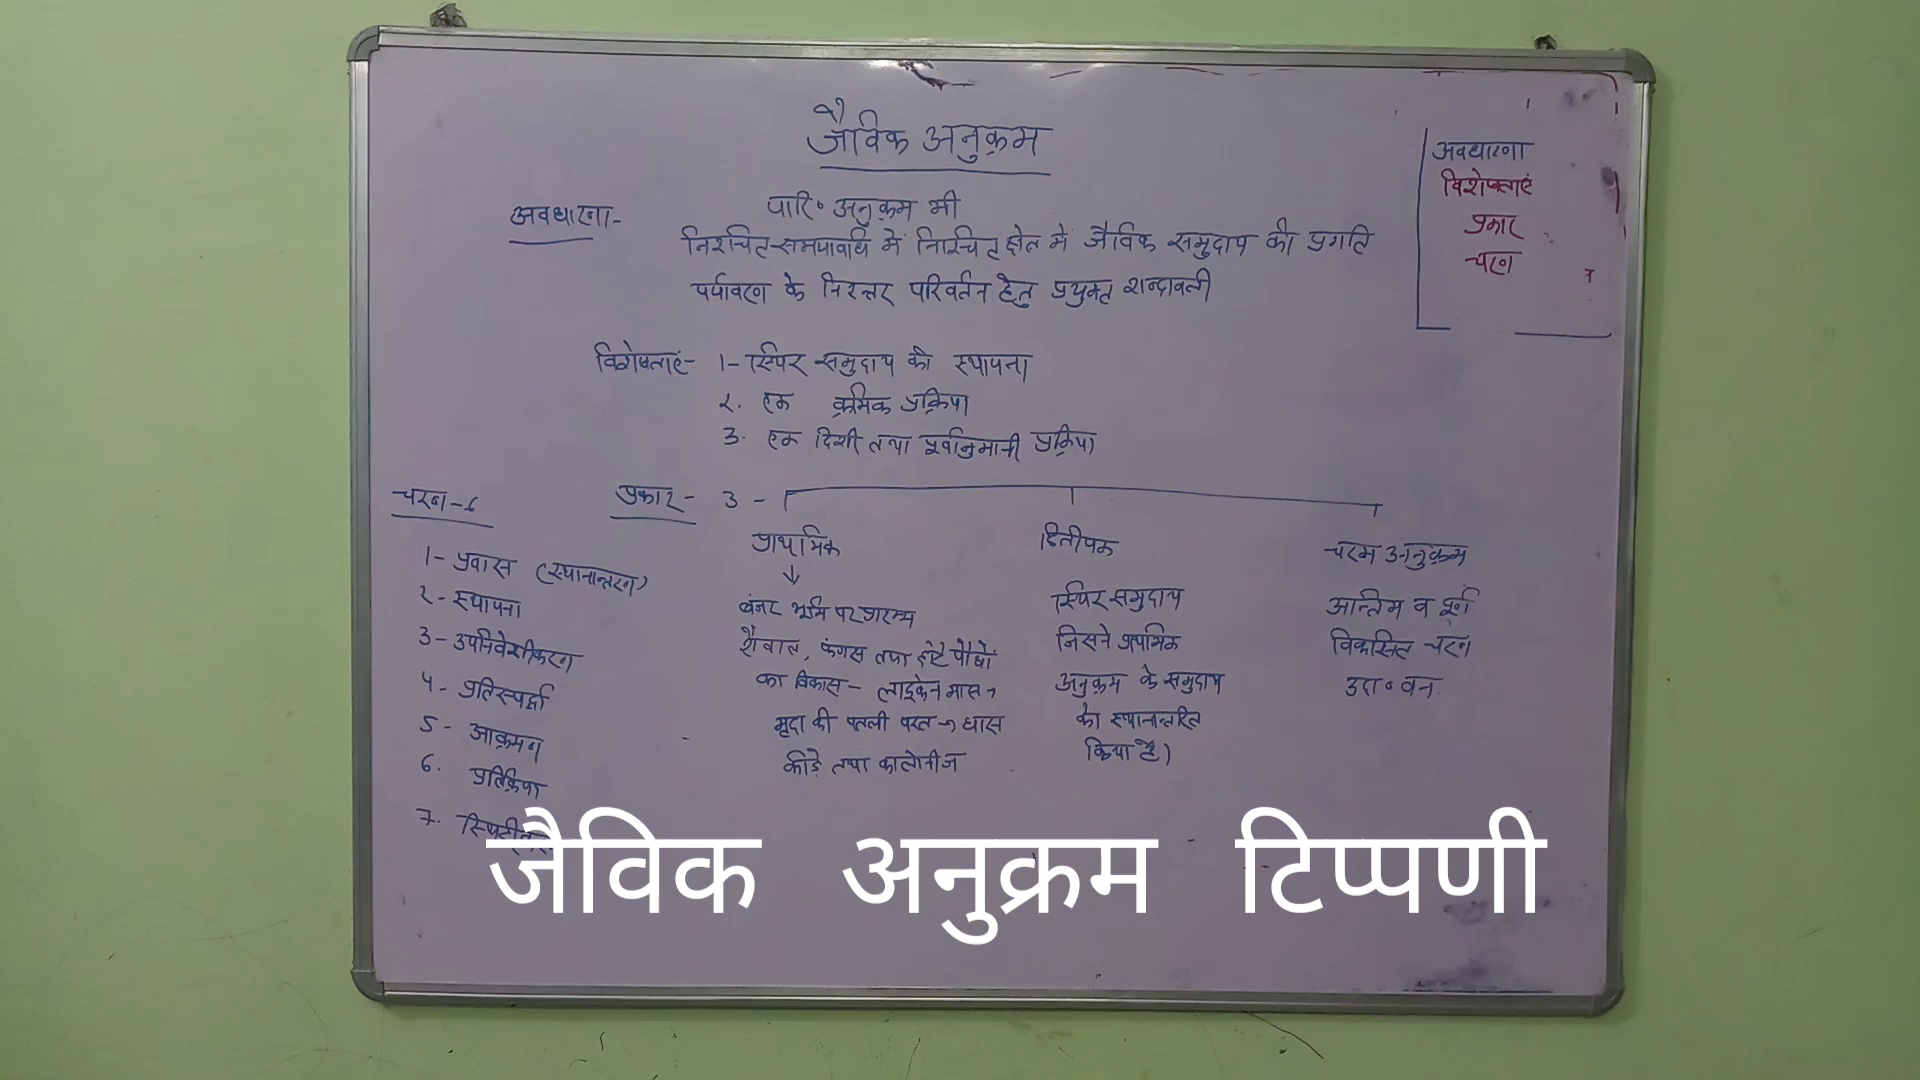 जैविक अनुक्रम
अवधारणा-
पारि॰ अनुक्रम भी
निश्चित समयावधि में निश्चित क्षेत्र में जैविक समुदाय की प्रगति
पर्यावरण के निरन्तर परिवर्तन हेतु प्रयुक्त शब्दावली
अवधारणा
विशेषताएं
प्रकार
चरण
विशेषताएं- 1- स्थिर समुदाय की स्थापना
2. एक क्रमिक प्रक्रिया
3. एक दिशी तथा पूर्वानुमानी प्रक्रिया
चरण-
1- प्रवास (स्थानान्तरण)
2- स्थापना
3- उपनिवेशीकरण
4- प्रतिस्पर्द्धा
5- आक्रमण
6. प्रतिक्रिया
7.
प्रकार- 3 -
प्राथमिक
↓
बंजर भूमि पर प्रारम्भ
शैवाल, फंगस तथा छोटे पौधों
का विकास - लाइकेन मास→
मृदा की पतली परत → घास
कीड़े तथा कालोनीज
द्वितीयक
स्थिर समुदाय
जिसने प्राथमिक
अनुक्रम के समुदाय
को स्थानान्तरित
किया है)
चरम अनुक्रम
अन्तिम व पूर्ण
विकसित चरण
उदा॰ वन
जैविक अनुक्रम टिप्पणी